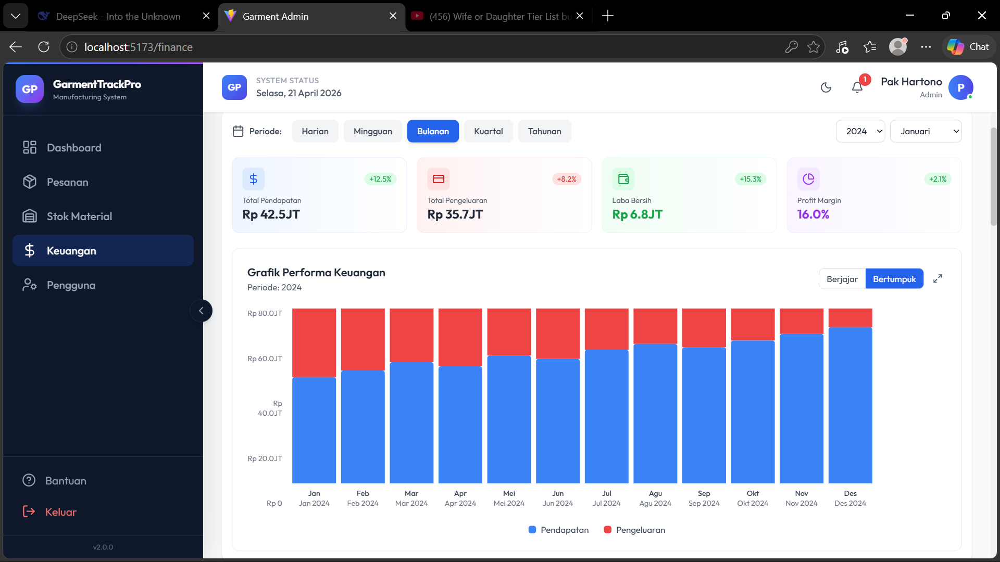 DeepSeek - Into the Unknown
Garment Admin
(456) Wife or Daughter Tier List bu
localhost:5173/finance
Chat
GP
GarmentTrackPro
Manufacturing System
Dashboard
Pesanan
Stok Material
Keuangan
Pengguna
Bantuan
Keluar
v2.0.0
GP
SYSTEM STATUS
Selasa, 21 April 2026
1
Pak Hartono
Admin
P
Periode:
Harian
Mingguan
Bulanan
Kuartal
Tahunan
2024
Januari
+12.5%
Total Pendapatan
Rp 42.5JT
+8.2%
Total Pengeluaran
Rp 35.7JT
+15.3%
Laba Bersih
Rp 6.8JT
+2.1%
Profit Margin
16.0%
Grafik Performa Keuangan
Periode: 2024
Berjajar
Bertumpuk
Rp 80.0JT
Rp 60.0JT
Rp
40.0JT
Rp 20.0JT
Rp 0
Jan
Jan 2024
Feb
Feb 2024
Mar
Mar 2024
Apr
Apr 2024
Mei
Mei 2024
Jun
Jun 2024
Jul
Jul 2024
Agu
Agu 2024
Sep
Sep 2024
Okt
Okt 2024
Nov
Nov 2024
Des
Des 2024
Pendapatan
Pengeluaran